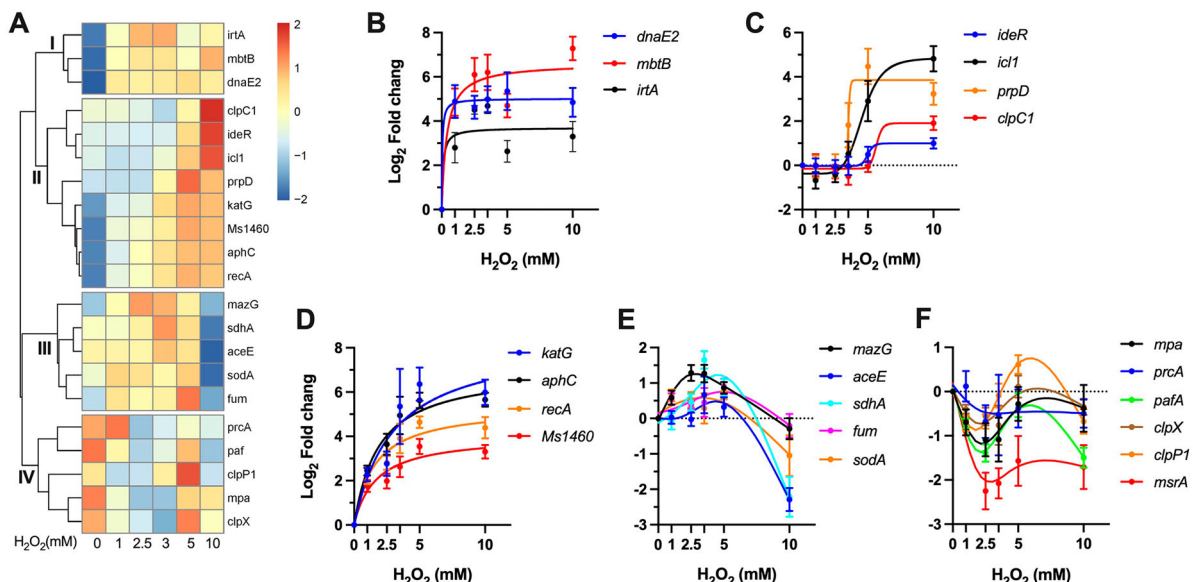 A
I
II
III
IV
irtA
mbtB
dnaE2
clpC1
ideR
icl1
prpD
katG
Ms1460
aphC
recA
mazG
sdhA
aceE
sodA
fum
prcA
paf
clpP1
mpa
clpX
H₂O₂(mM) 0 1 2.5 3 5 10
2
1
0
−1
−2
B
Log₂ Fold chang
8
6
4
2
0
0 1 2.5 5 10
H₂O₂ (mM)
dnaE2
mbtB
irtA
C
6
4
2
0
-2
0 1 2.5 5 10
H₂O₂ (mM)
ideR
icl1
prpD
clpC1
D
Log₂ Fold chang
8
6
4
2
0
0 1 2.5 5 10
H₂O₂ (mM)
katG
aphC
recA
Ms1460
E
2
1
0
-1
-2
-3
0 1 2.5 5 10
H₂O₂ (mM)
mazG
aceE
sdhA
fum
sodA
F
1
0
-1
-2
-3
0 1 2.5 5 10
H₂O₂ (mM)
mpa
prcA
pafA
clpX
clpP1
msrA